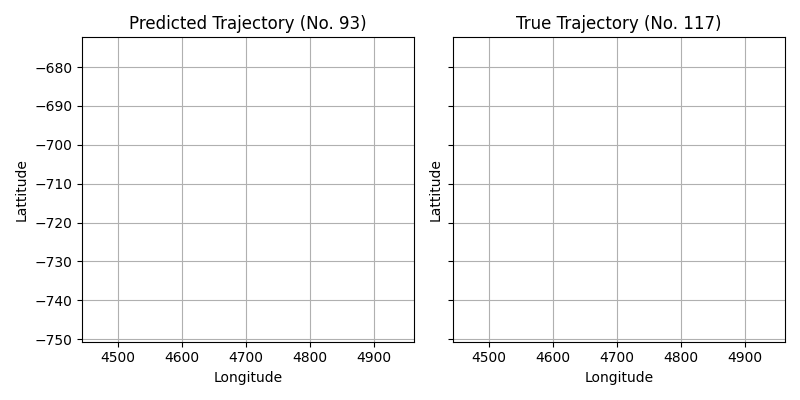 Predicted Trajectory (No. 93)
True Trajectory (No. 117)
−680
−690
−700
−710
−720
−730
−740
−750
Lattitude
Lattitude
4500 4600 4700 4800 4900
4500 4600 4700 4800 4900
Longitude
Longitude